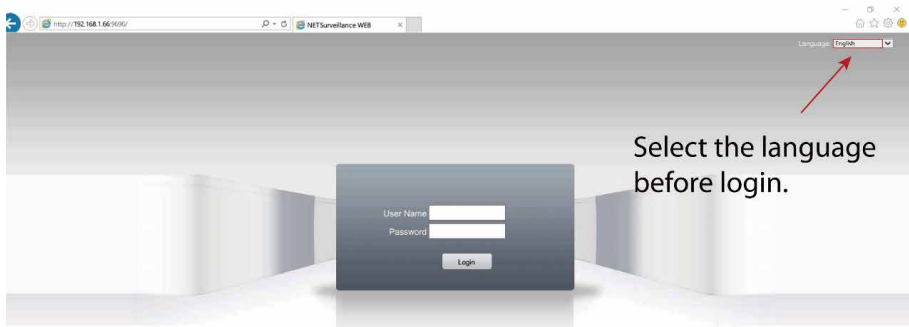 http://192.168.1.66:9696/
NETSurveillance WEB
Language English
Select the language
before login.
User Name
Password
Login